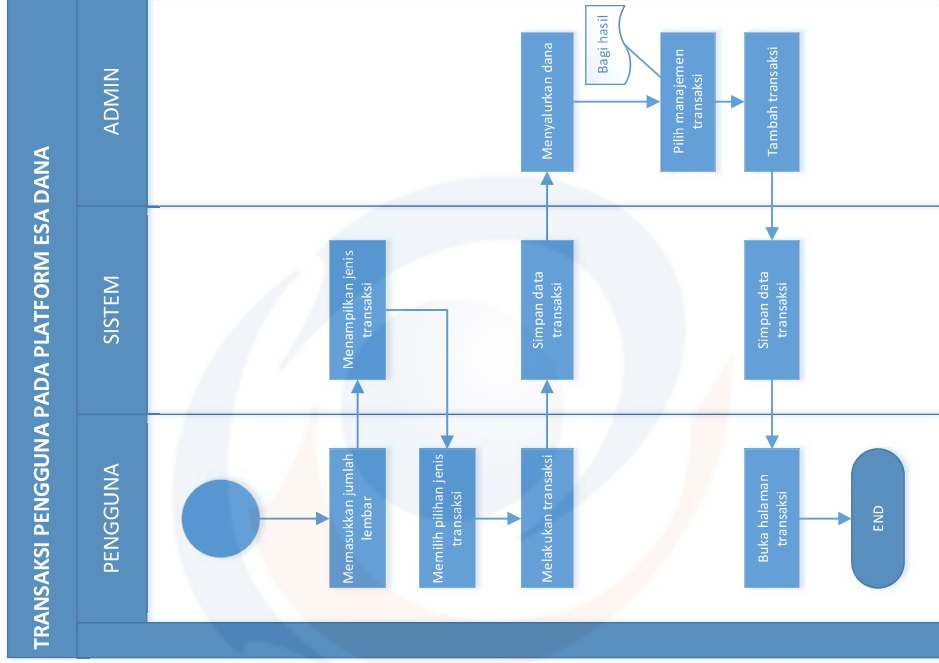 TRANSAKSI PENGGUNA PADA PLATFORM ESA DANA
PENGGUNA
SISTEM
ADMIN
Memasukkan jumlah
lembar
Menampilkan jenis
transaksi
Memilih pilihan jenis
transaksi
Melakukan transaksi
Simpan data
transaksi
Menyalurkan dana
Bagi hasil
Pilih manajemen
transaksi
Tambah transaksi
Simpan data
transaksi
Buka halaman
transaksi
END